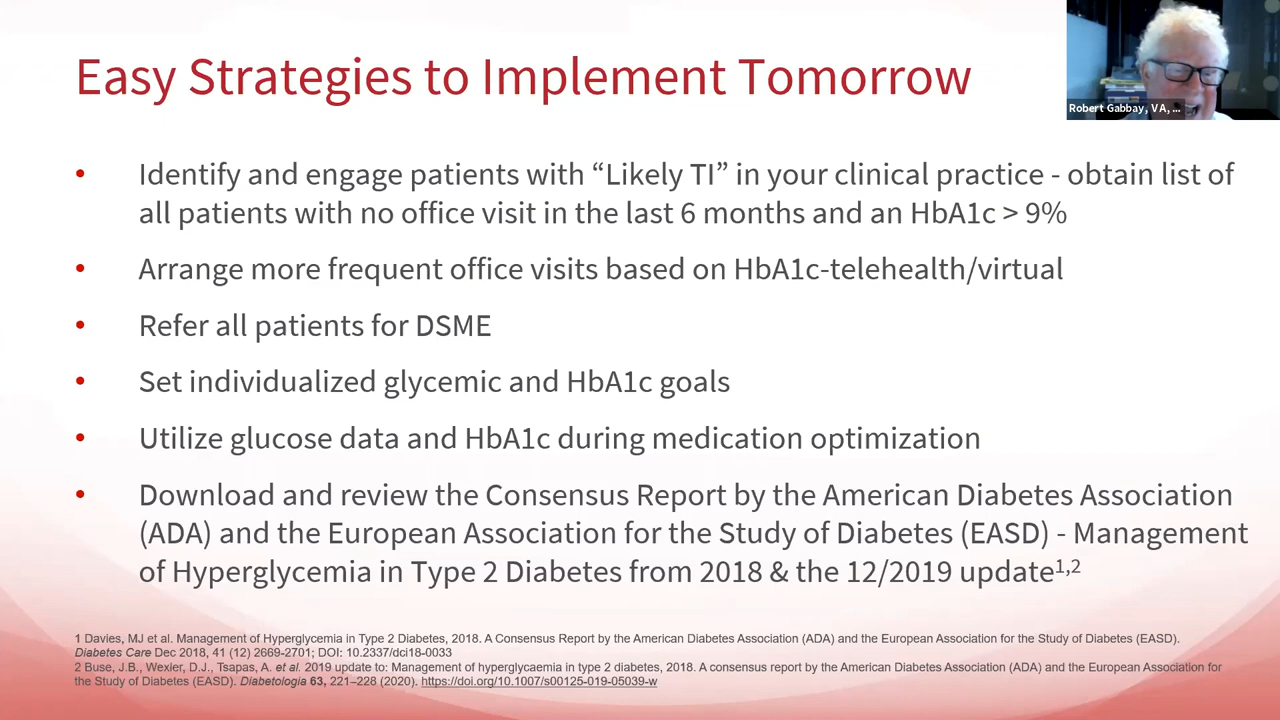 Easy Strategies to Implement Tomorrow
Robert Gabbay, VA, ...
• Identify and engage patients with “Likely TI” in your clinical practice - obtain list of
all patients with no office visit in the last 6 months and an HbA1c > 9%
• Arrange more frequent office visits based on HbA1c-telehealth/virtual
• Refer all patients for DSME
• Set individualized glycemic and HbA1c goals
• Utilize glucose data and HbA1c during medication optimization
• Download and review the Consensus Report by the American Diabetes Association
(ADA) and the European Association for the Study of Diabetes (EASD) - Management
of Hyperglycemia in Type 2 Diabetes from 2018 & the 12/2019 update1,2
1 Davies, MJ et al. Management of Hyperglycemia in Type 2 Diabetes, 2018. A Consensus Report by the American Diabetes Association (ADA) and the European Association for the Study of Diabetes (EASD).
Diabetes Care Dec 2018, 41 (12) 2669-2701; DOI: 10.2337/dci18-0033
2 Buse, J.B., Wexler, D.J., Tsapas, A. et al. 2019 update to: Management of hyperglycaemia in type 2 diabetes, 2018. A consensus report by the American Diabetes Association (ADA) and the European Association for
the Study of Diabetes (EASD). Diabetologia 63, 221–228 (2020). https://doi.org/10.1007/s00125-019-05039-w